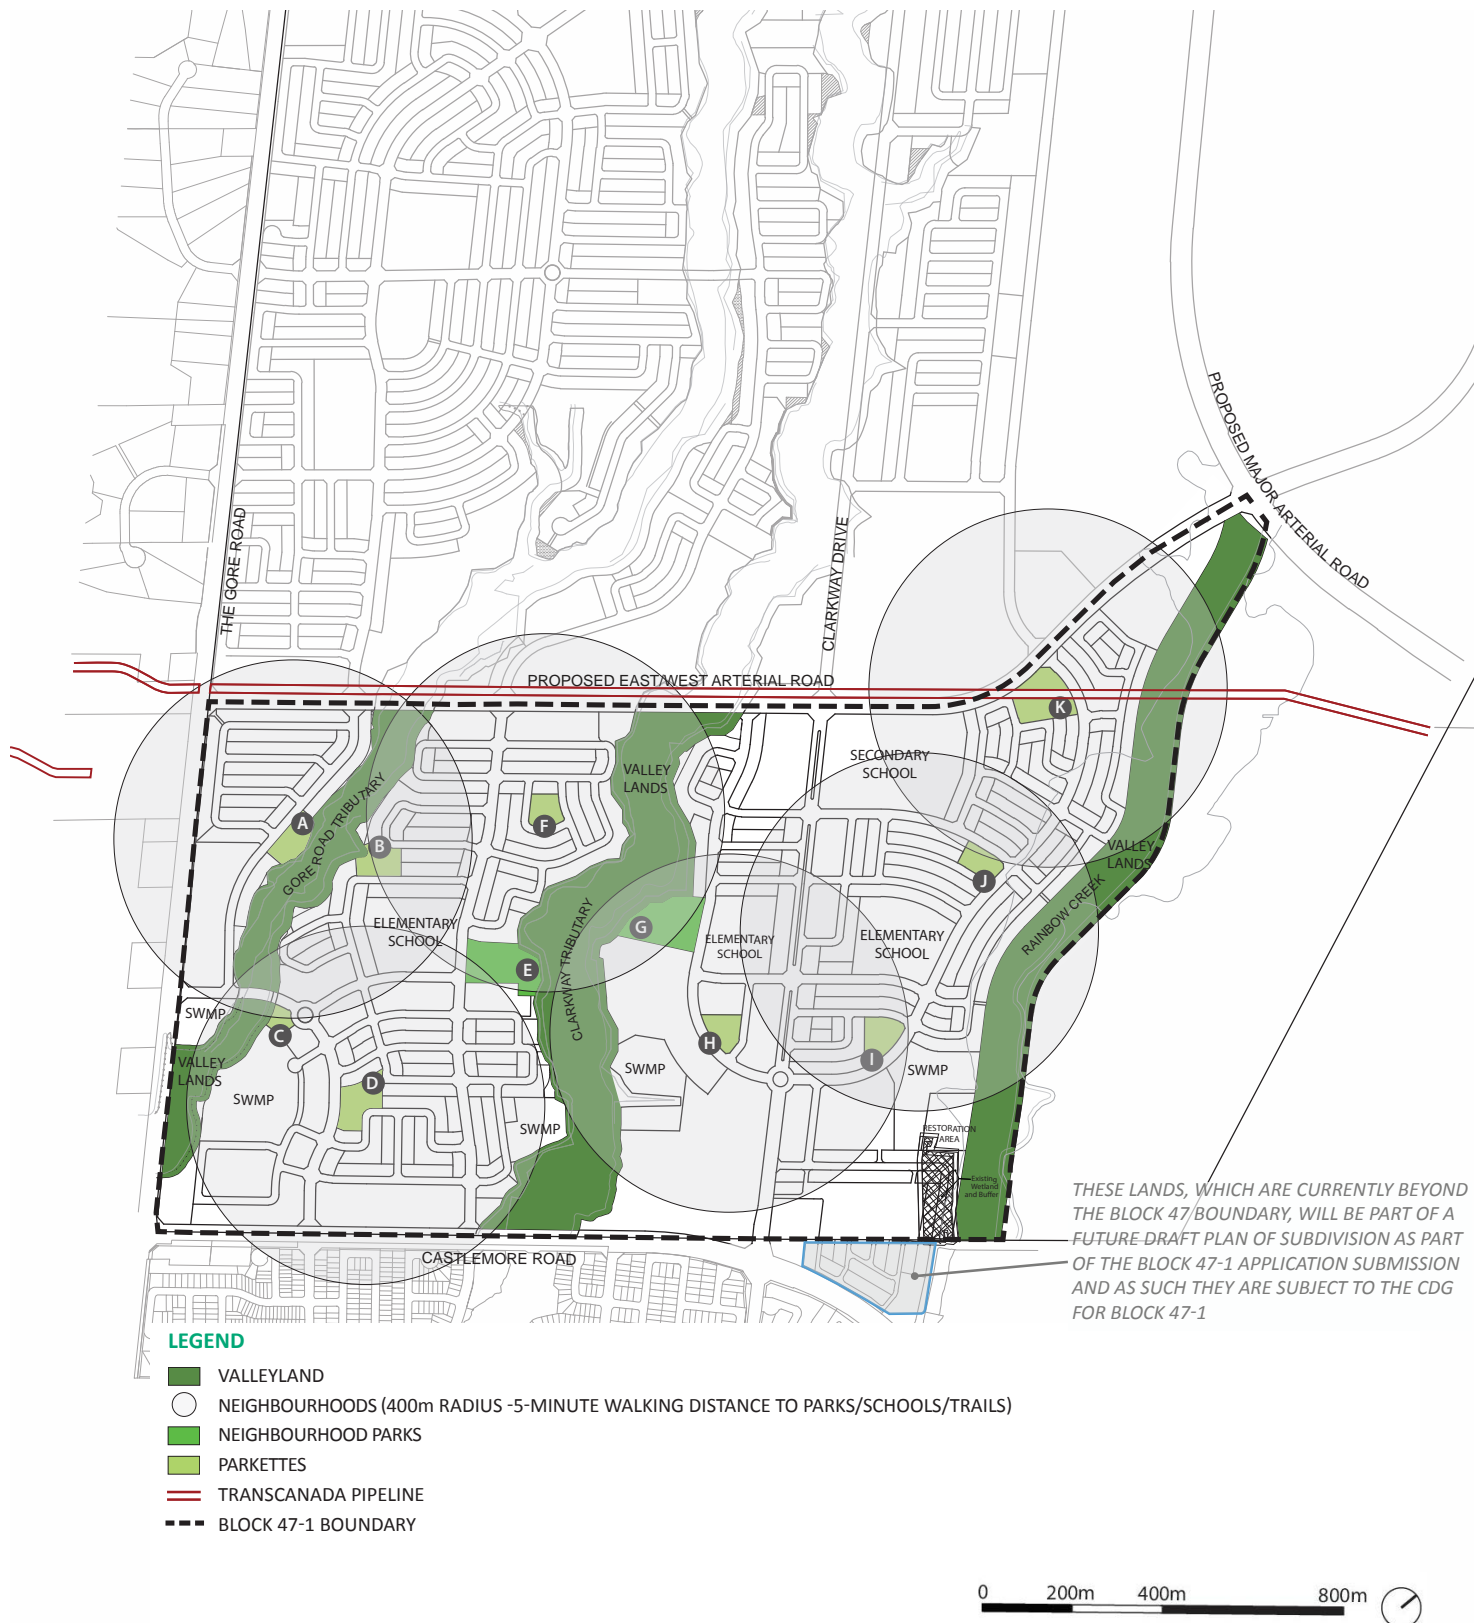 PROPOSED MAJOR ARTERIAL ROAD
THE GORE ROAD
CLARKWAY DRIVE
PROPOSED EAST/WEST ARTERIAL ROAD
K
SECONDARY
SCHOOL
VALLEY
LANDS
A
GORE ROAD TRIBUTARY
B
F
VALLEY
LANDS
J
RAINBOW CREEK
ELEMENTARY
SCHOOL
G
ELEMENTARY
SCHOOL
ELEMENTARY
SCHOOL
E
CLARKWAY TRIBUTARY
SWMP
C
H
I
VALLEY
LANDS
SWMP
D
SWMP
SWMP
SWMP
RESTORATION
AREA
Existing
Wetland
and Buffer
CASTLEMORE ROAD
THESE LANDS, WHICH ARE CURRENTLY BEYOND
THE BLOCK 47 BOUNDARY, WILL BE PART OF A
FUTURE DRAFT PLAN OF SUBDIVISION AS PART
OF THE BLOCK 47-1 APPLICATION SUBMISSION
AND AS SUCH THEY ARE SUBJECT TO THE CDG
FOR BLOCK 47-1
LEGEND
VALLEYLAND
NEIGHBOURHOODS (400m RADIUS -5-MINUTE WALKING DISTANCE TO PARKS/SCHOOLS/TRAILS)
NEIGHBOURHOOD PARKS
PARKETTES
TRANSCANADA PIPELINE
BLOCK 47-1 BOUNDARY
0 200m 400m 800m